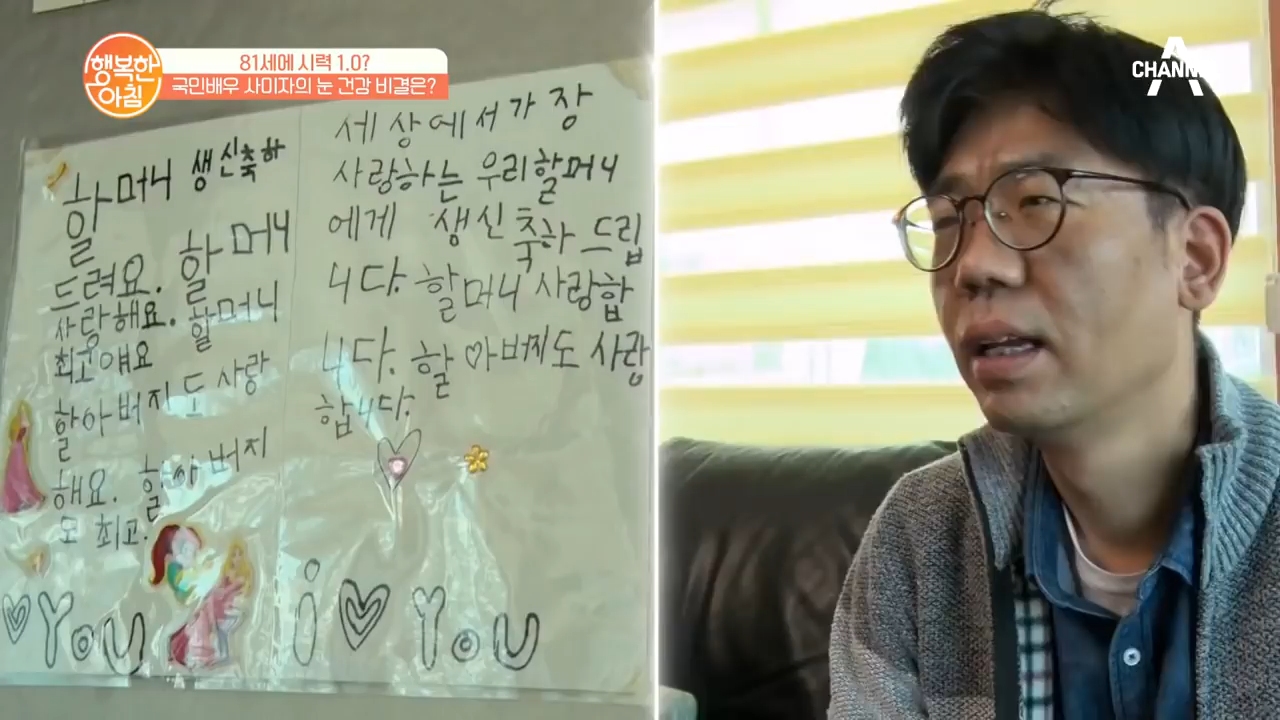 행복한
아침
81세에 시력 1.0?
국민배우 사미자의 눈 건강 비결은?
CHANNEL
A
할머니 생신축하
드려요. 할머니
사랑해요. 할머니
최고얘요
할아버지도 사랑
해요. 할아버지
도 최고.
♡YoU
세상에서가장
사랑하는 우리할머니
에게 생신축하드립
니다. 할머니 사랑합
니다. 할♡아버찌도 사랑
합니다.
i ♡ YoU